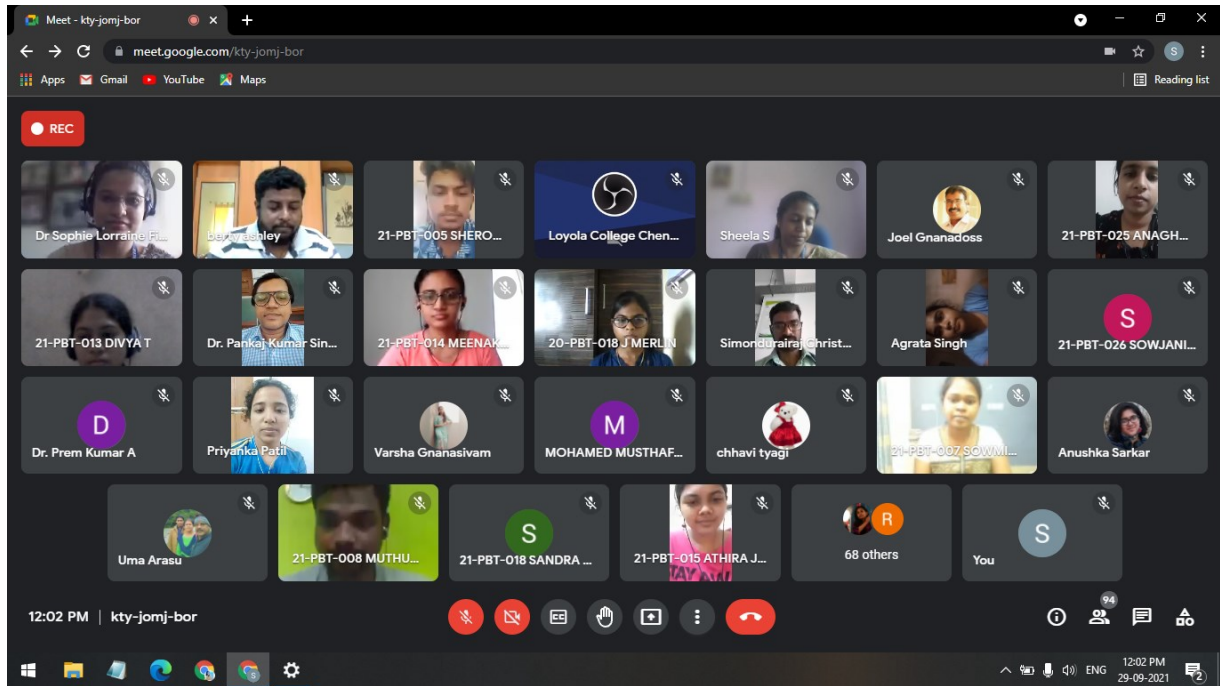 Meet - kty-jomj-bor
meet.google.com/kty-jomj-bor
S
Apps Gmail YouTube Maps
Reading list
REC
Dr Sophie Lorraine Fi...
berty ashley
21-PBT-005 SHERO...
Loyola College Chen...
Sheela S
Joel Gnanadoss
21-PBT-025 ANAGH...
21-PBT-013 DIVYA T
Dr. Pankaj Kumar Sin...
21-PBT-014 MEENAK...
20-PBT-018 J MERLIN
Simondurairaj Christ...
Agrata Singh
S
21-PBT-026 SOWJANI...
D
Dr. Prem Kumar A
Priyanka Patil
Varsha Gnanasivam
M
MOHAMED MUSTHAF...
chhavi tyagi
21-PBT-007 SOWMI...
Anushka Sarkar
Uma Arasu
21-PBT-008 MUTHU...
S
21-PBT-018 SANDRA ...
21-PBT-015 ATHIRA J...
R
68 others
S
You
12:02 PM | kty-jomj-bor
CC
94
ENG
12:02 PM
29-09-2021
2